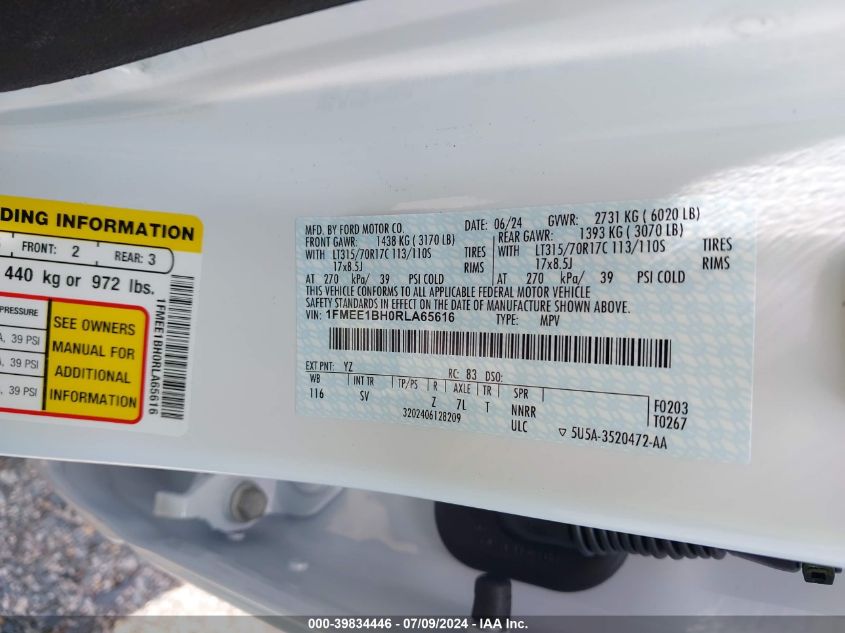 DING INFORMATION
FRONT: 2 REAR: 3
440 kg or 972 lbs.
PRESSURE
, 39 PSI
, 39 PSI
, 39 PSI
SEE OWNERS
MANUAL FOR
ADDITIONAL
INFORMATION
1FMEE1BH0RLA65616
MFD. BY FORD MOTOR CO. DATE: 06/24 GVWR: 2731 KG ( 6020 LB)
FRONT GAWR: 1438 KG ( 3170 LB) REAR GAWR: 1393 KG ( 3070 LB)
WITH LT315/70R17C 113/110S TIRES WITH LT315/70R17C 113/110S TIRES
17x8.5J RIMS 17x8.5J RIMS
AT 270 kPa/ 39 PSI COLD AT 270 kPa/ 39 PSI COLD
THIS VEHICLE CONFORMS TO ALL APPLICABLE FEDERAL MOTOR VEHICLE
SAFETY STANDARDS IN EFFECT ON THE DATE OF MANUFACTURE SHOWN ABOVE.
VIN: 1FMEE1BH0RLA65616 TYPE: MPV
EXT PNT: YZ RC: 83 DSO:
WB INT TR TP/PS R AXLE TR SPR
116 SV Z 7L T NNRR F0203
3202406128209 ULC T0267
▽ 5U5A-3520472-AA
000-39834446 - 07/09/2024 - IAA Inc.